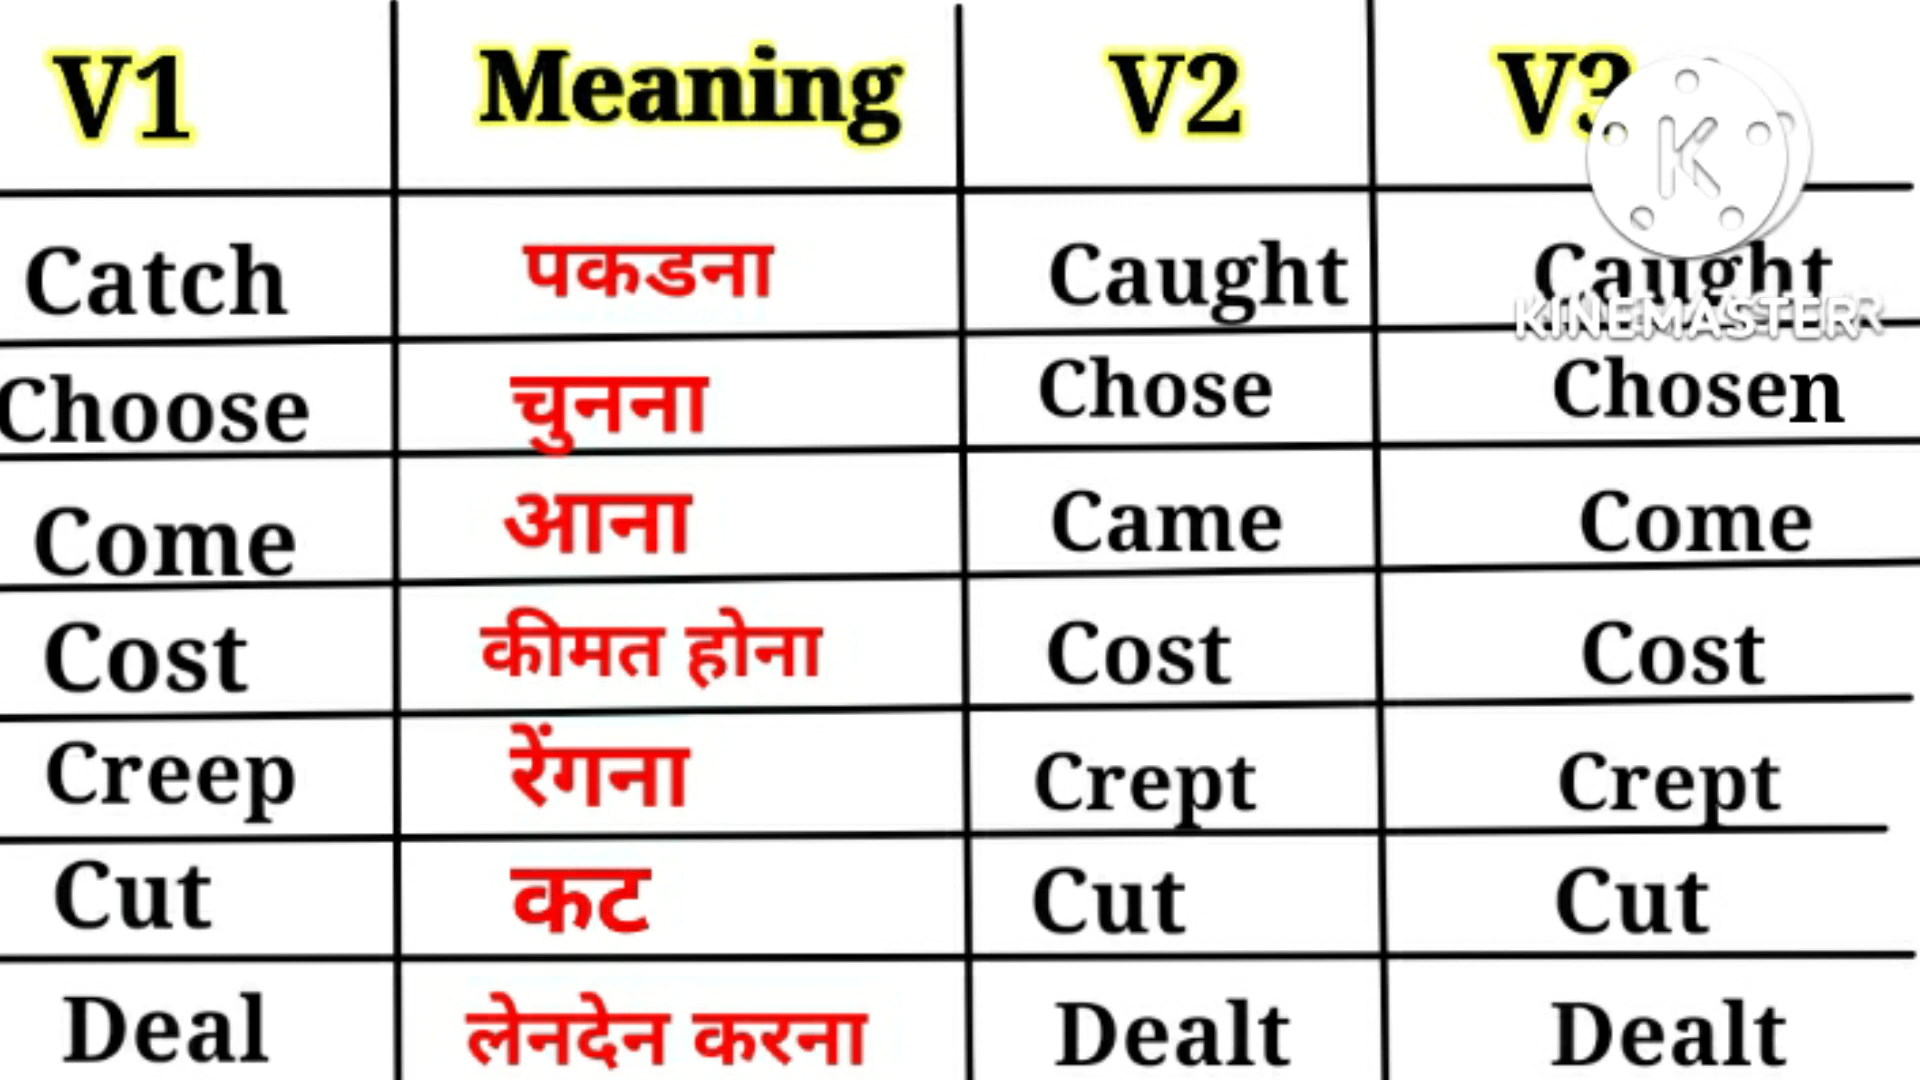 V1 Meaning V2 V3
Catch पकडना Caught Caught
KINEMASTER
Choose चुनना Chose Chosen
Come आना Came Come
Cost कीमत होना Cost Cost
Creep रेंगना Crept Crept
Cut कट Cut Cut
Deal लेनदेन करना Dealt Dealt